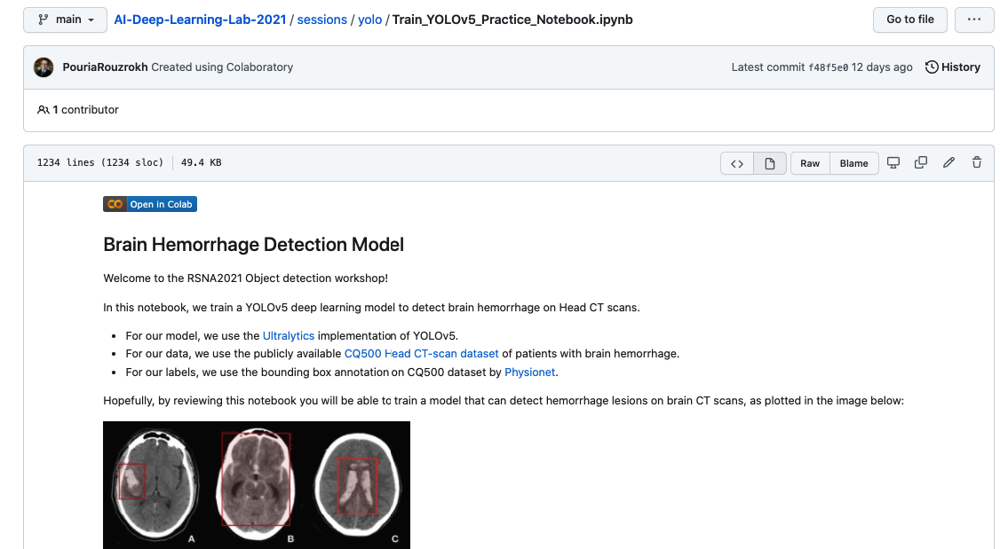 main AI-Deep-Learning-Lab-2021 / sessions / yolo / Train_YOLOv5_Practice_Notebook.ipynb Go to file ...
PouriaRouzrokh Created using Colaboratory Latest commit f48f5e0 12 days ago History
1 contributor
1234 lines (1234 sloc) 49.4 KB <> Raw Blame
CO Open in Colab
Brain Hemorrhage Detection Model
Welcome to the RSNA2021 Object detection workshop!
In this notebook, we train a YOLOv5 deep learning model to detect brain hemorrhage on Head CT scans.
• For our model, we use the Ultralytics implementation of YOLOv5.
• For our data, we use the publicly available CQ500 Head CT-scan dataset of patients with brain hemorrhage.
• For our labels, we use the bounding box annotation on CQ500 dataset by Physionet.
Hopefully, by reviewing this notebook you will be able to train a model that can detect hemorrhage lesions on brain CT scans, as plotted in the image below:
A B C